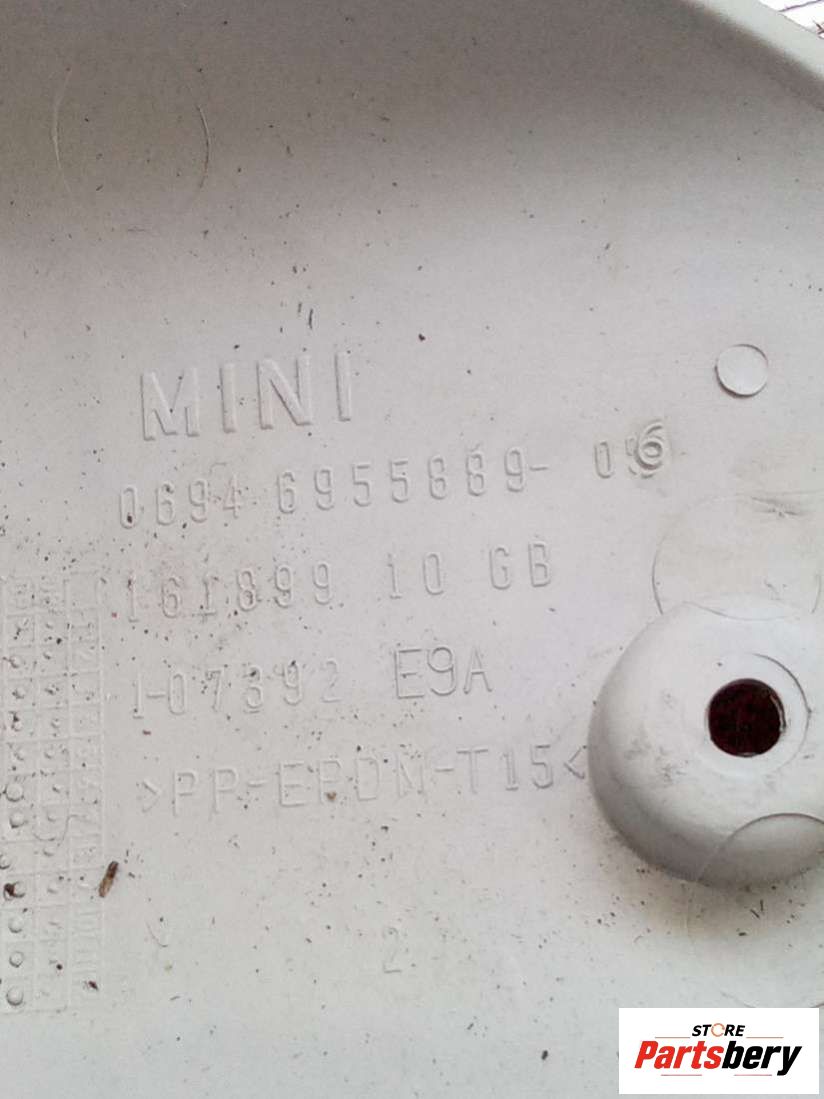 MINI
0694 6955889- 06
161899 10 GB
1-07392 E9A
>PP-EPDM-T15<
2
STORE
Partsbery